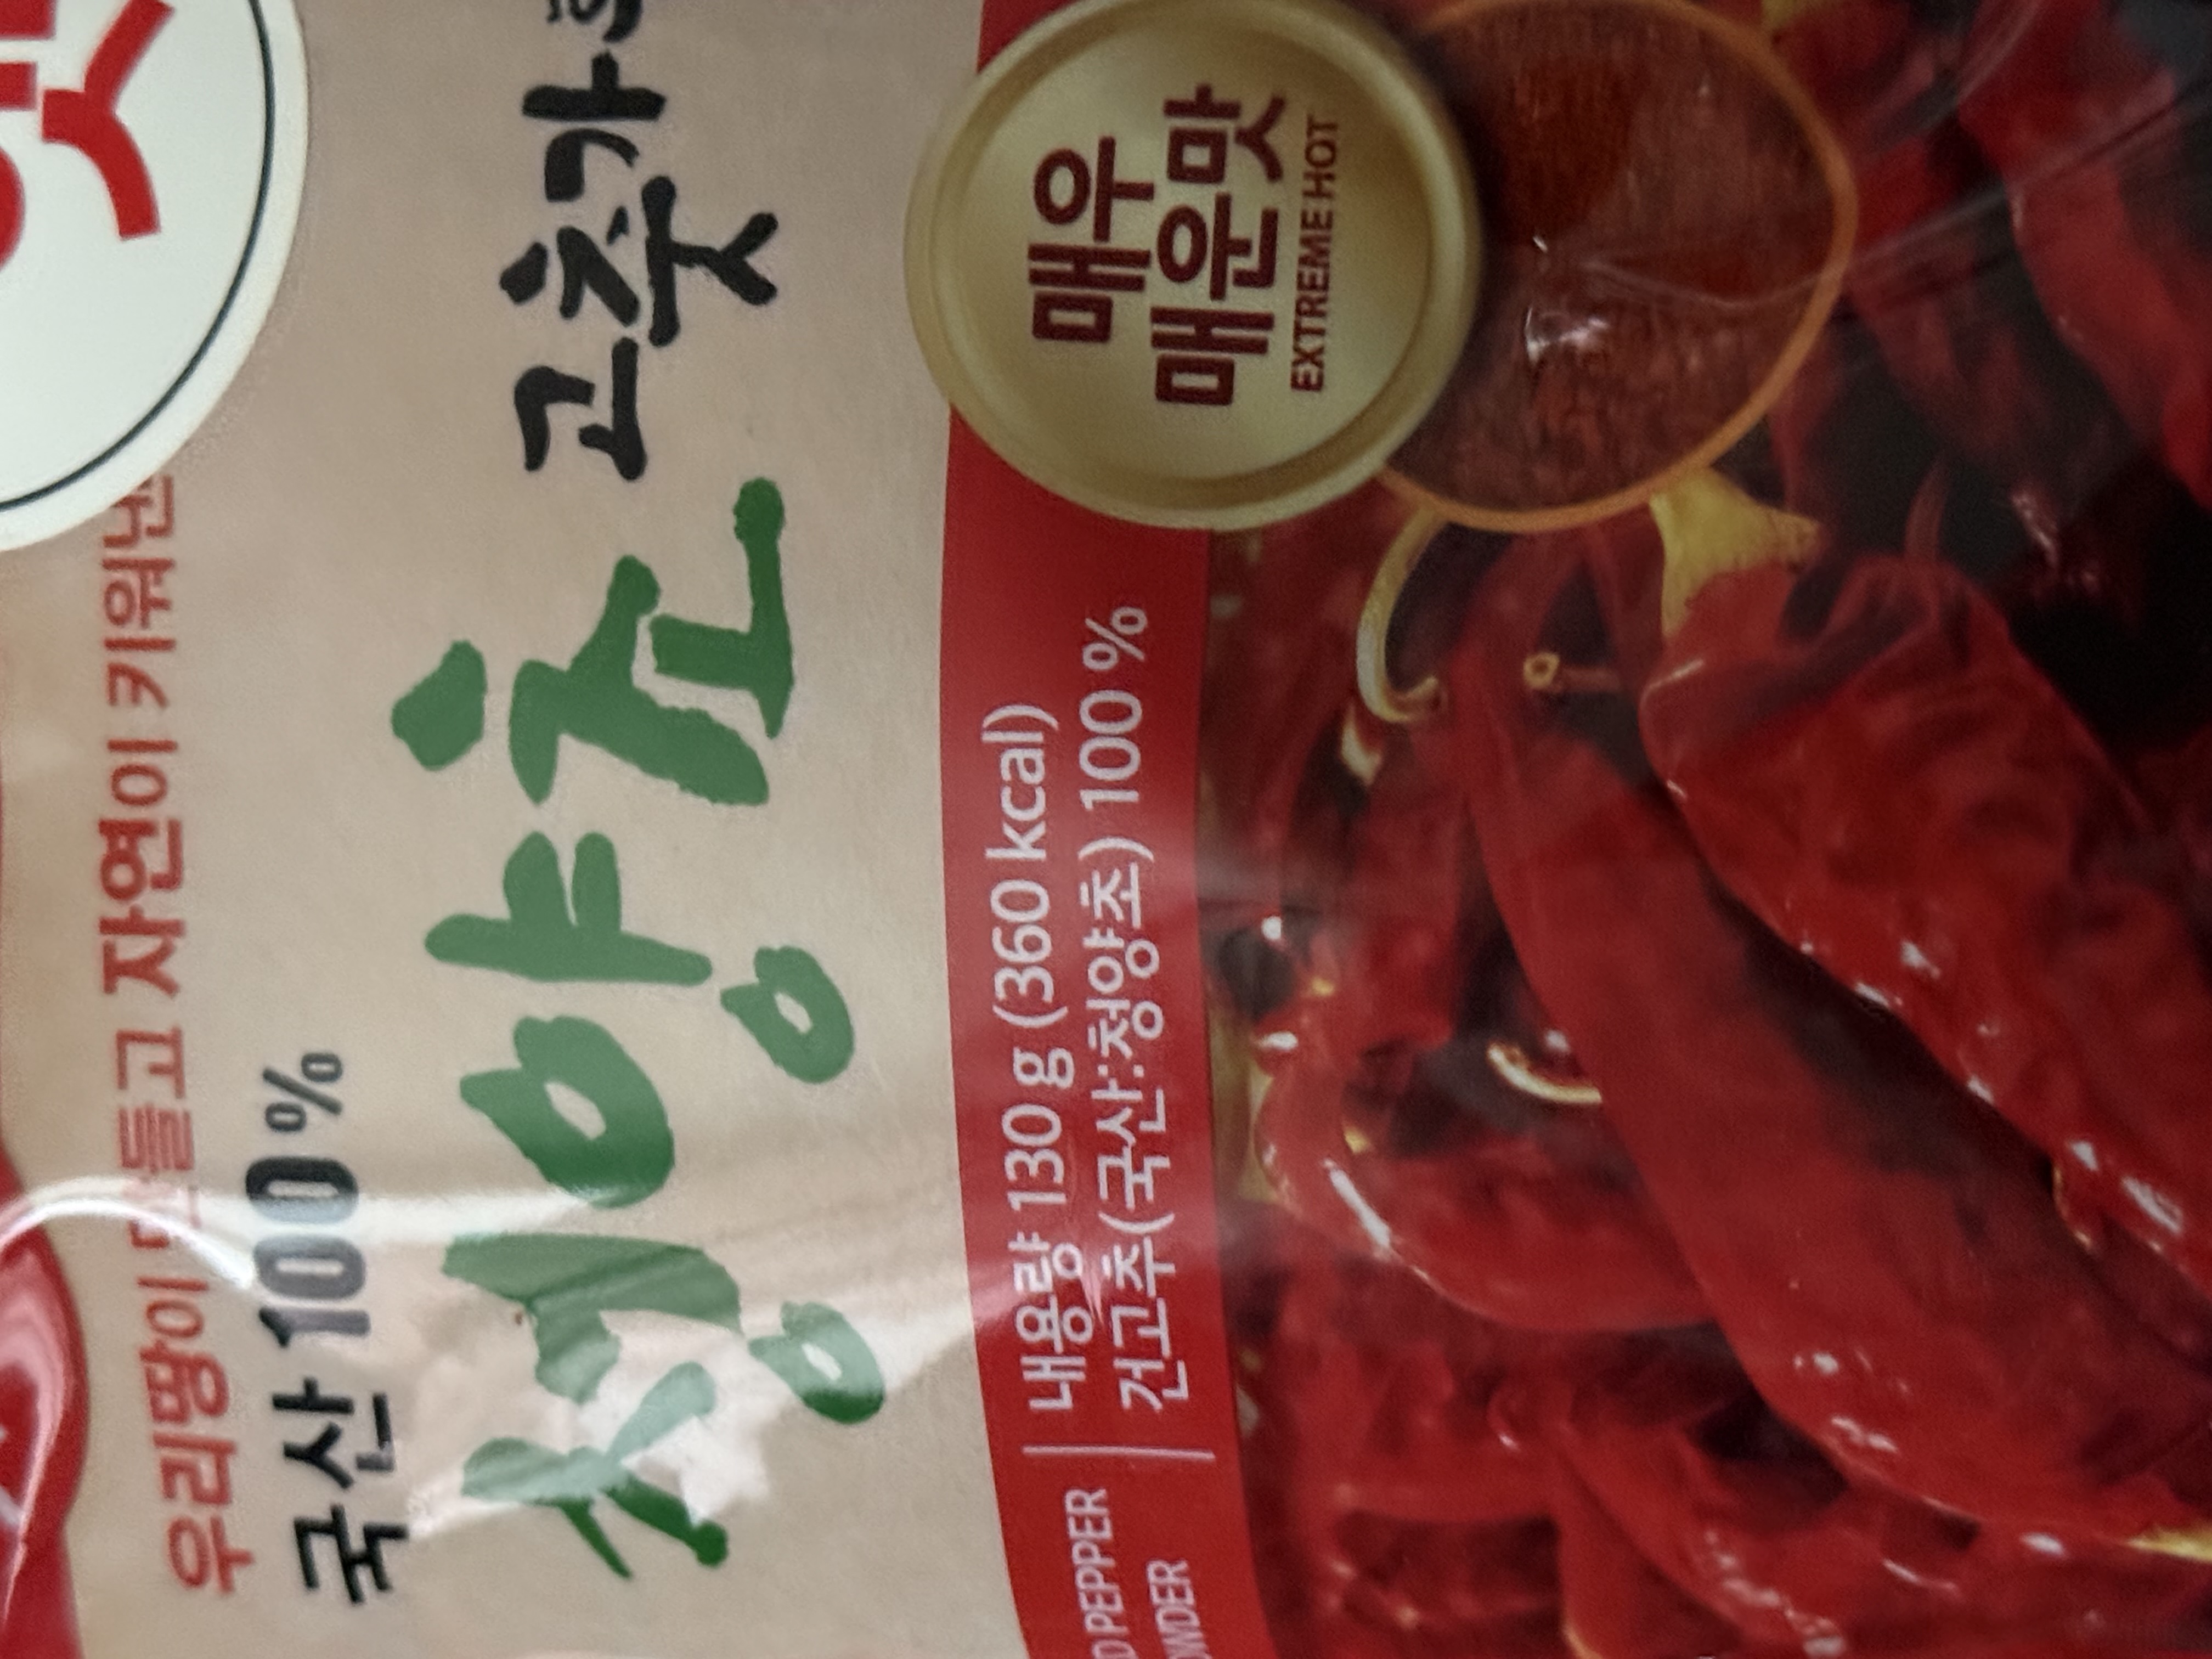 우리땅이 만들고 자연이 키워낸
국산 100 %
청양초 고춧가
매우
매운맛
EXTREME HOT
내용량 130 g (360 kcal)
건고추(국산:청양초) 100 %
PEPPER